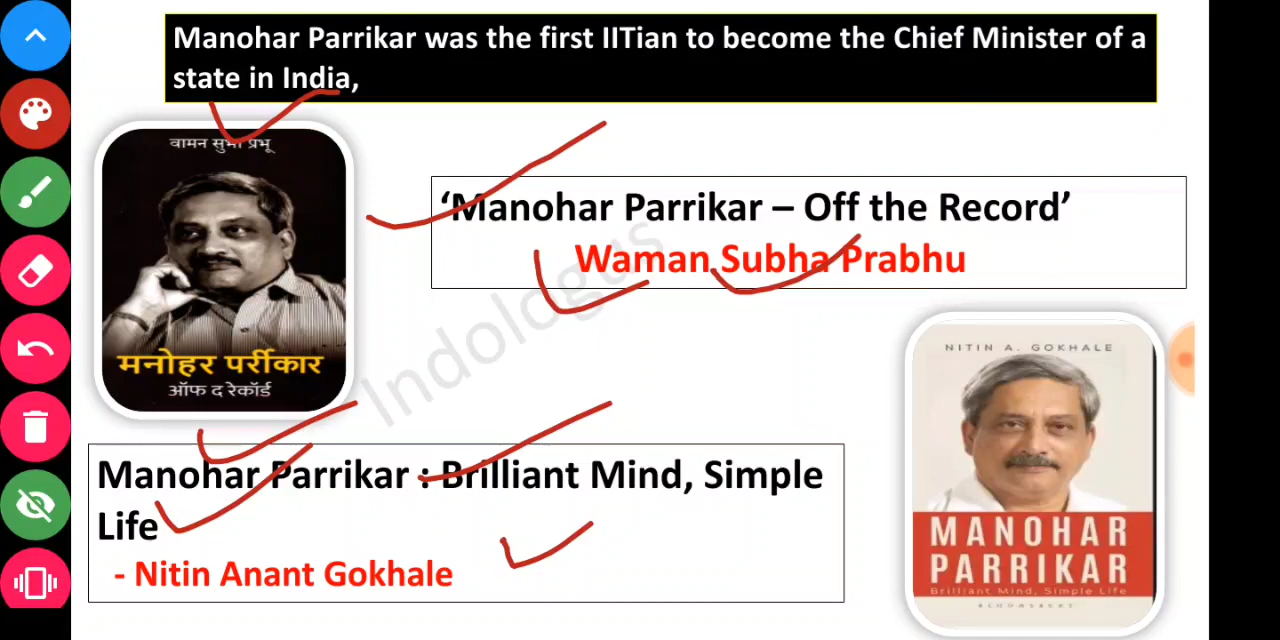 Manohar Parrikar was the first IITian to become the Chief Minister of a
state in India,
वामन सुभा प्रभू
मनोहर पर्रीकार
ऑफ द रेकॉर्ड
‘Manohar Parrikar – Off the Record’
Waman Subha Prabhu
Indologus
NITIN A. GOKHALE
MANOHAR
PARRIKAR
Brilliant Mind, Simple Life
BLOOMSBURY
Manohar Parrikar : Brilliant Mind, Simple
Life
- Nitin Anant Gokhale